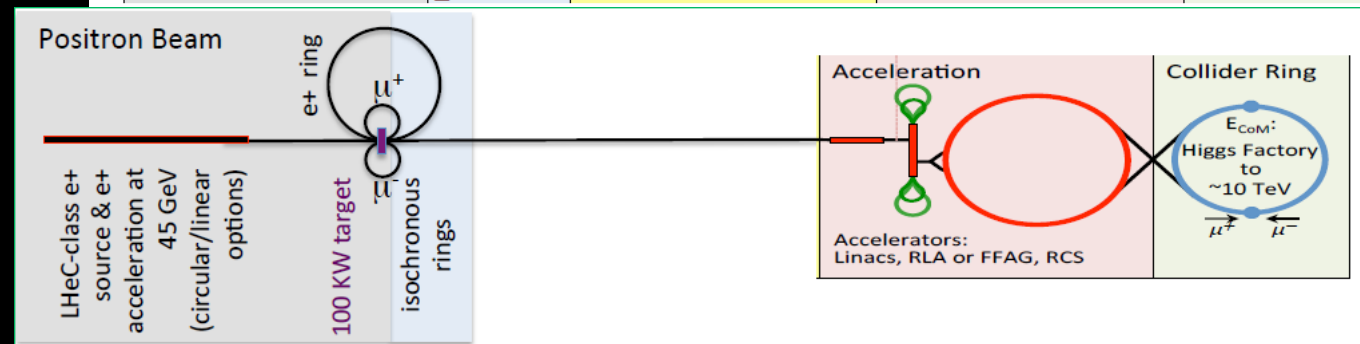 Positron Beam
e+ ring
μ+
μ-
LHeC-class e+
source & e+
acceleration at
45 GeV
(circular/linear
options)
100 KW target
isochronous
rings
Acceleration
Accelerators:
Linacs, RLA or FFAG, RCS
Collider Ring
ECoM:
Higgs Factory
to
~10 TeV
μ+ μ−